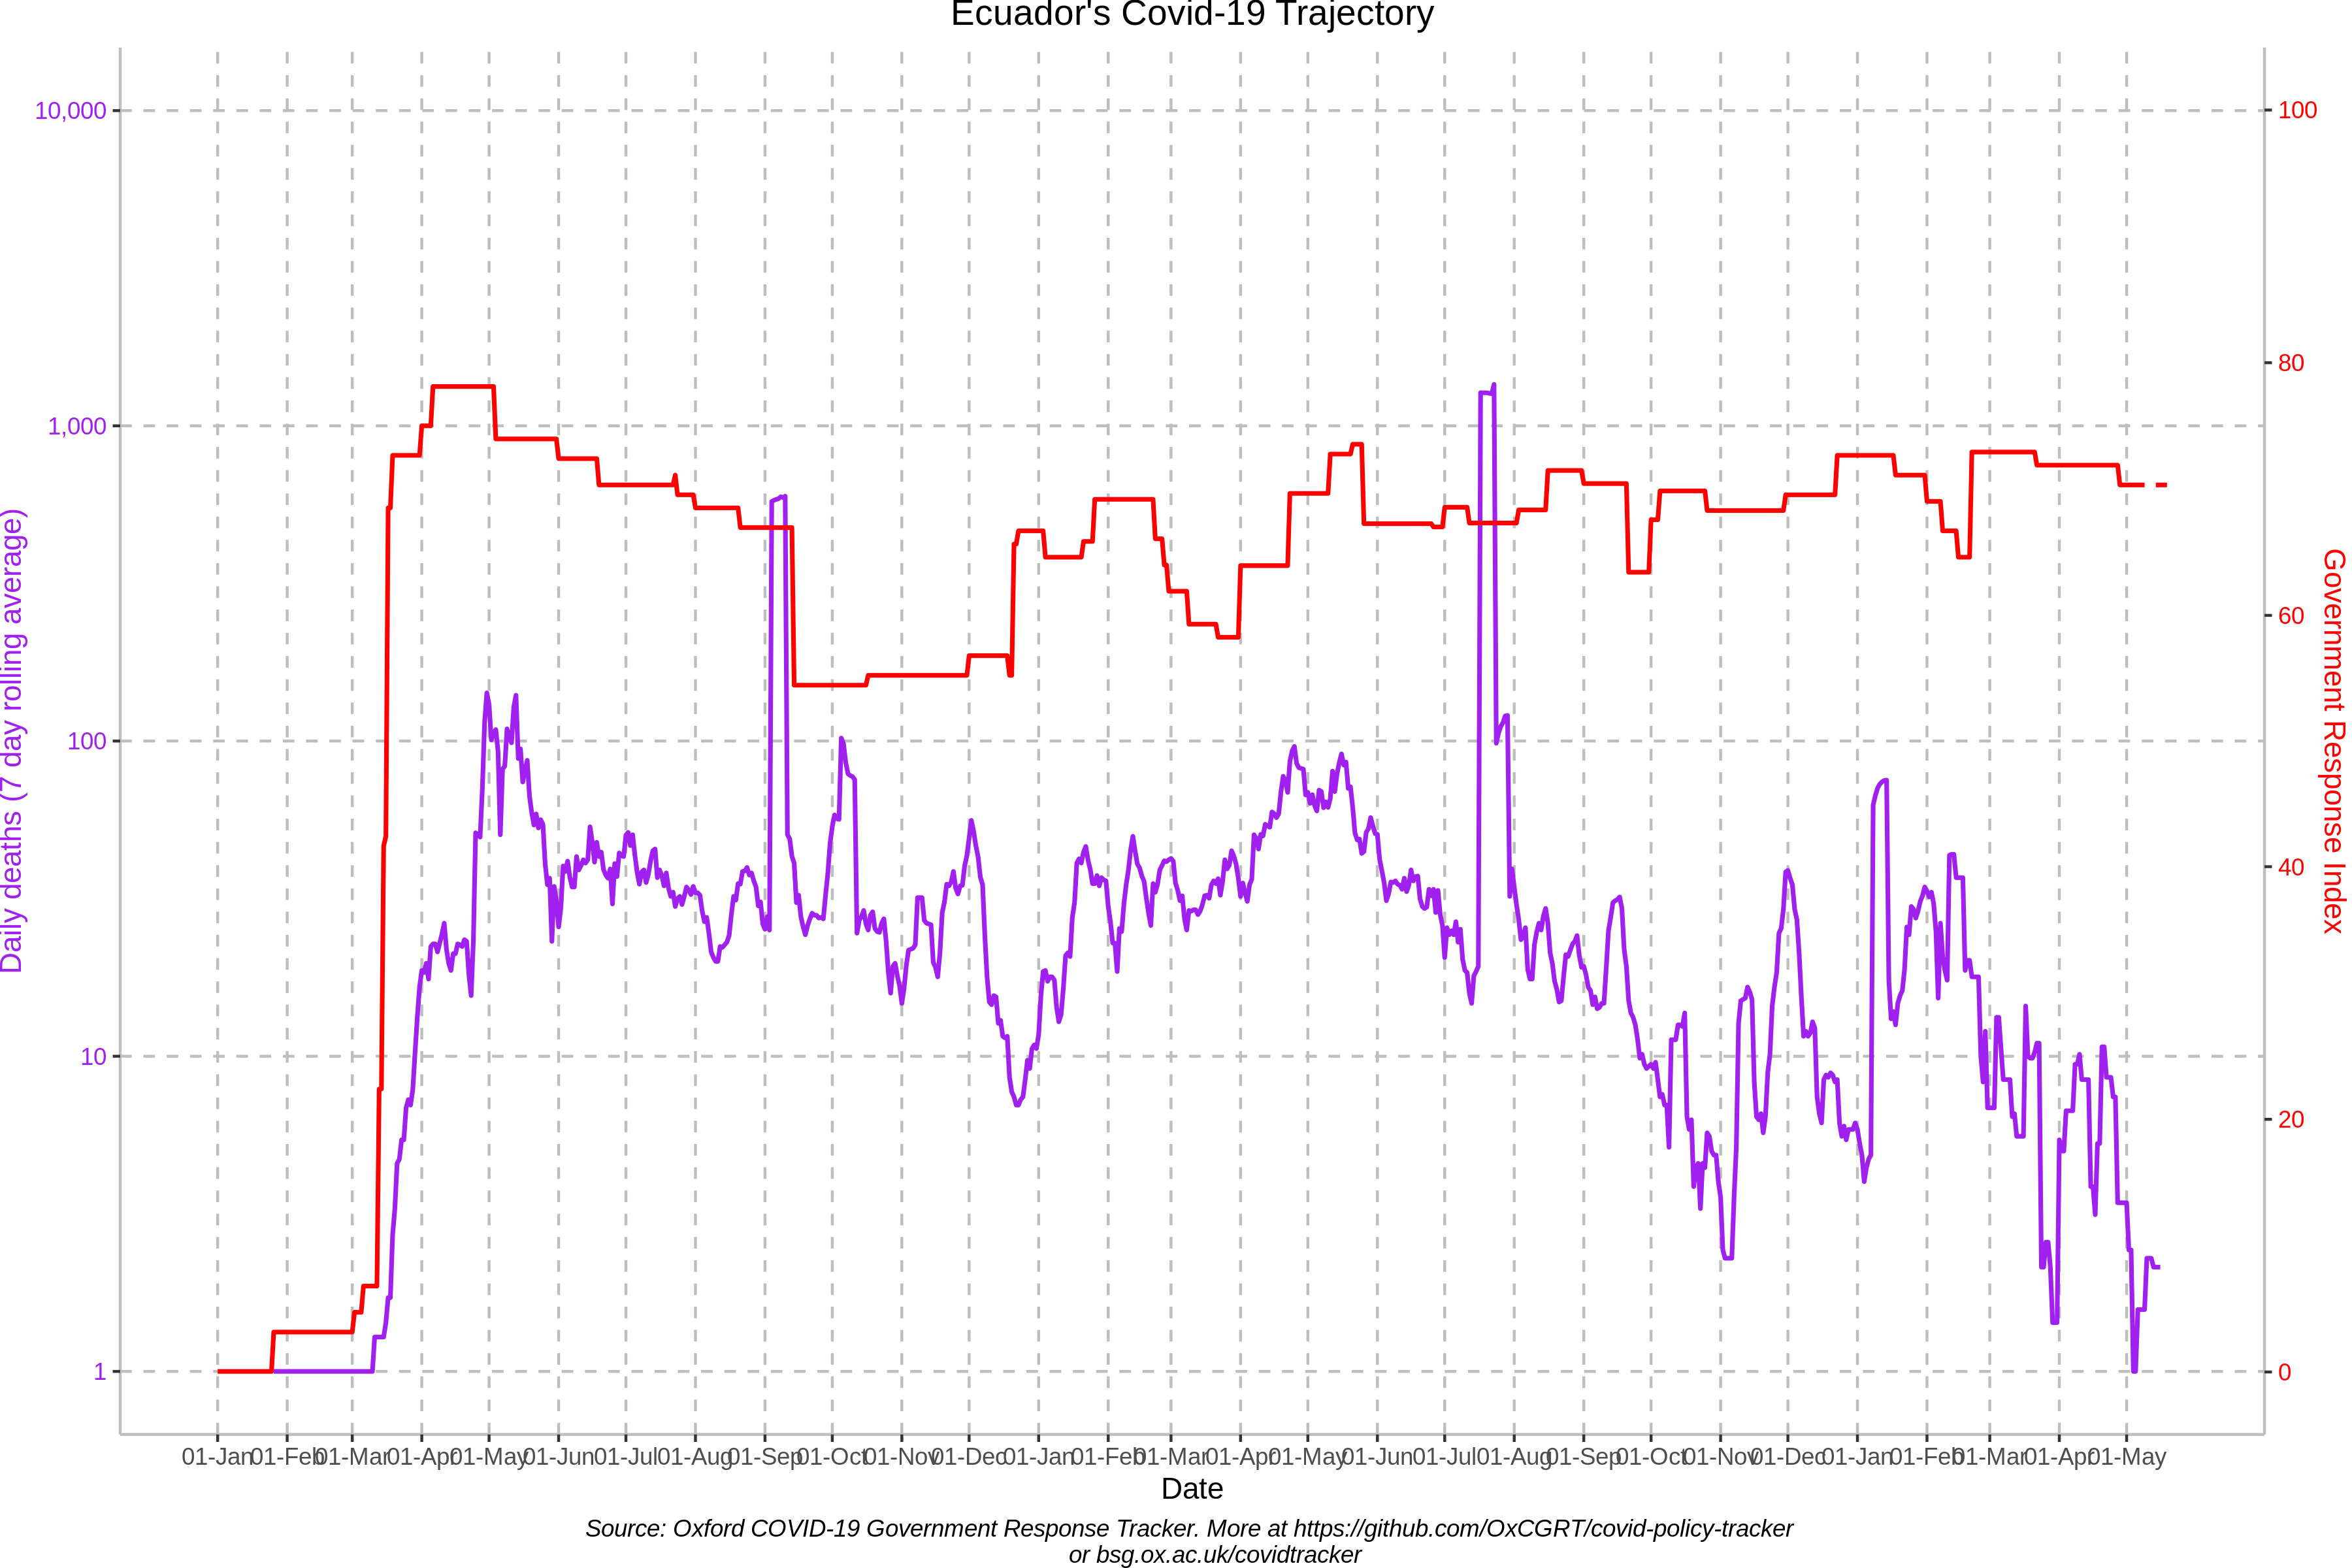 Ecuador's Covid-19 Trajectory
10,000
1,000
100
10
1
Daily deaths (7 day rolling average)
100
80
60
40
20
0
Government Response Index
01-Jan 01-Feb 01-Mar 01-Apr 01-May 01-Jun 01-Jul 01-Aug 01-Sep 01-Oct 01-Nov 01-Dec 01-Jan 01-Feb 01-Mar 01-Apr 01-May 01-Jun 01-Jul 01-Aug 01-Sep 01-Oct 01-Nov 01-Dec 01-Jan 01-Feb 01-Mar 01-Apr 01-May
Date
Source: Oxford COVID-19 Government Response Tracker. More at https://github.com/OxCGRT/covid-policy-tracker
or bsg.ox.ac.uk/covidtracker